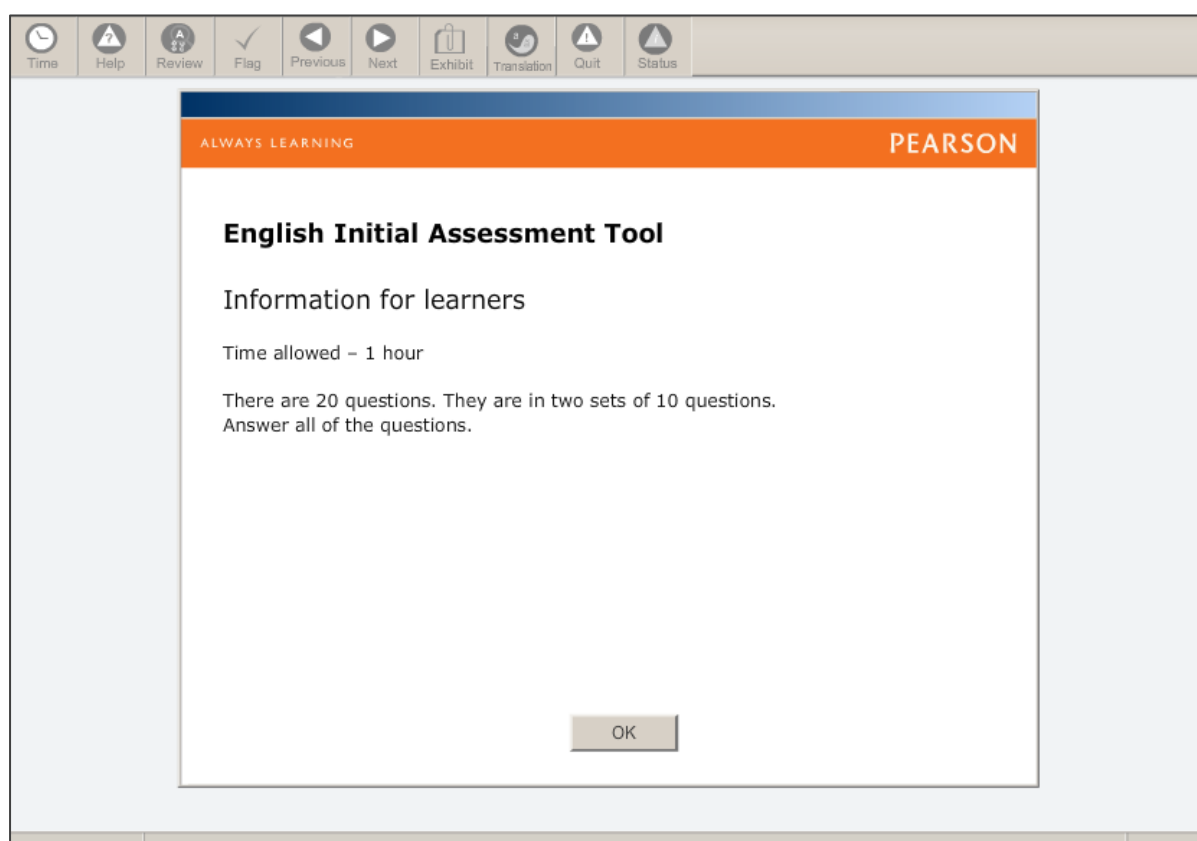 Time Help Review Flag Previous Next Exhibit Translation Quit Status
ALWAYS LEARNING PEARSON
English Initial Assessment Tool
Information for learners
Time allowed – 1 hour
There are 20 questions. They are in two sets of 10 questions.
Answer all of the questions.
OK